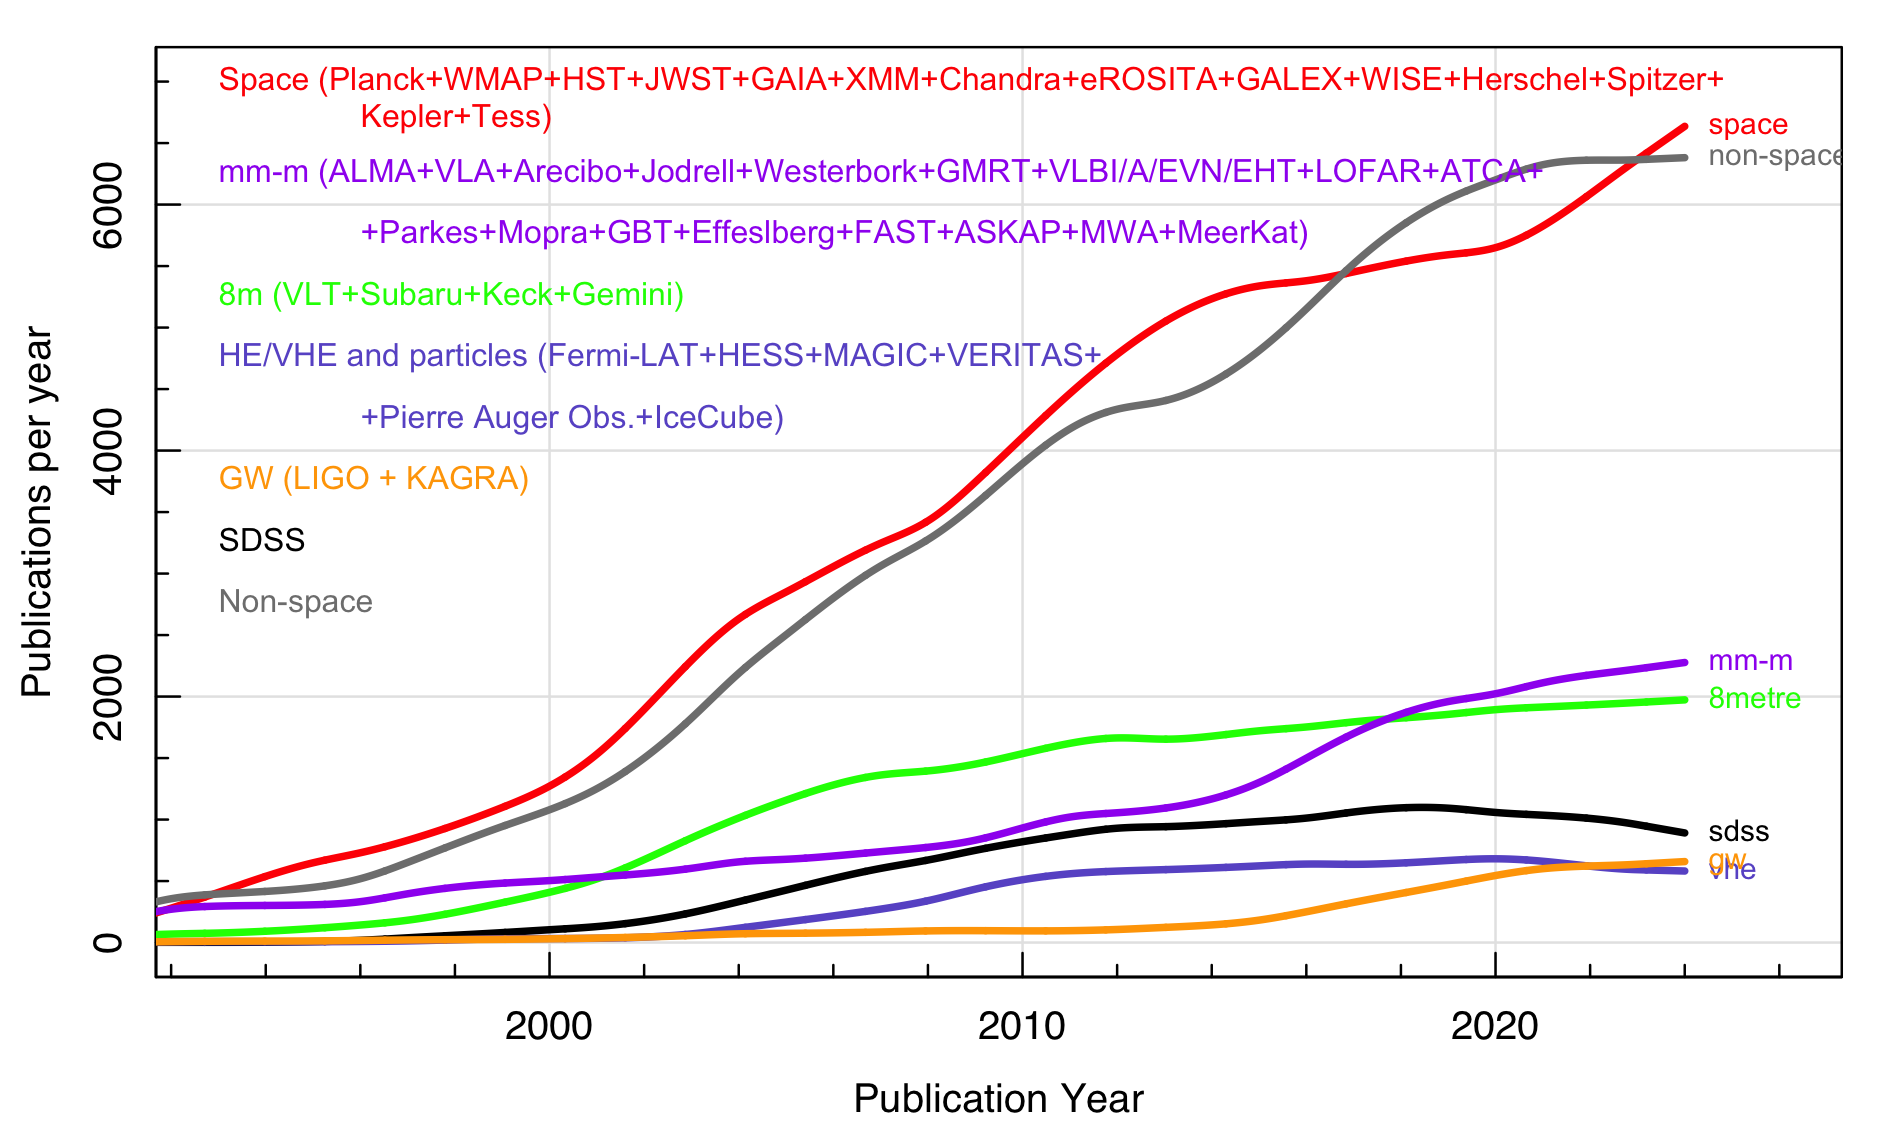 Space (Planck+WMAP+HST+JWST+GAIA+XMM+Chandra+eROSITA+GALEX+WISE+Herschel+Spitzer+
Kepler+Tess)
mm-m (ALMA+VLA+Arecibo+Jodrell+Westerbork+GMRT+VLBI/A/EVN/EHT+LOFAR+ATCA+
+Parkes+Mopra+GBT+Effeslberg+FAST+ASKAP+MWA+MeerKat)
8m (VLT+Subaru+Keck+Gemini)
HE/VHE and particles (Fermi-LAT+HESS+MAGIC+VERITAS+
+Pierre Auger Obs.+IceCube)
GW (LIGO + KAGRA)
SDSS
Non-space
space
non-space
mm-m
8metre
sdss
gw
vhe
Publications per year
6000
4000
2000
0
2000
2010
2020
Publication Year